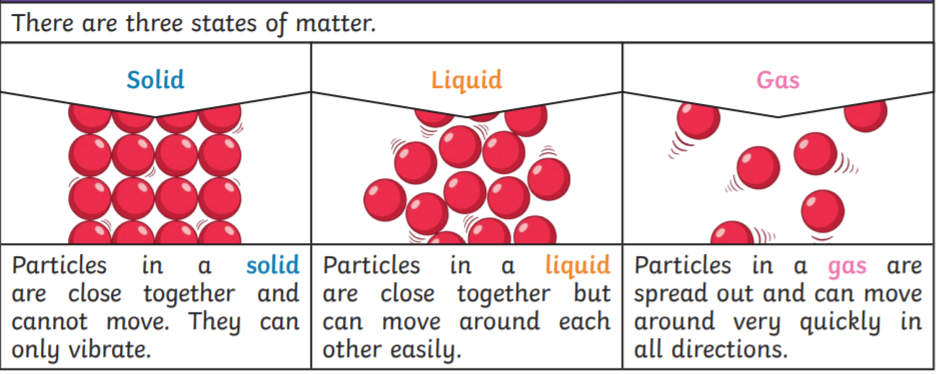 There are three states of matter.
Solid
Liquid
Gas
Particles in a solid
are close together and
cannot move. They can
only vibrate.
Particles in a liquid
are close together but
can move around each
other easily.
Particles in a gas are
spread out and can move
around very quickly in
all directions.